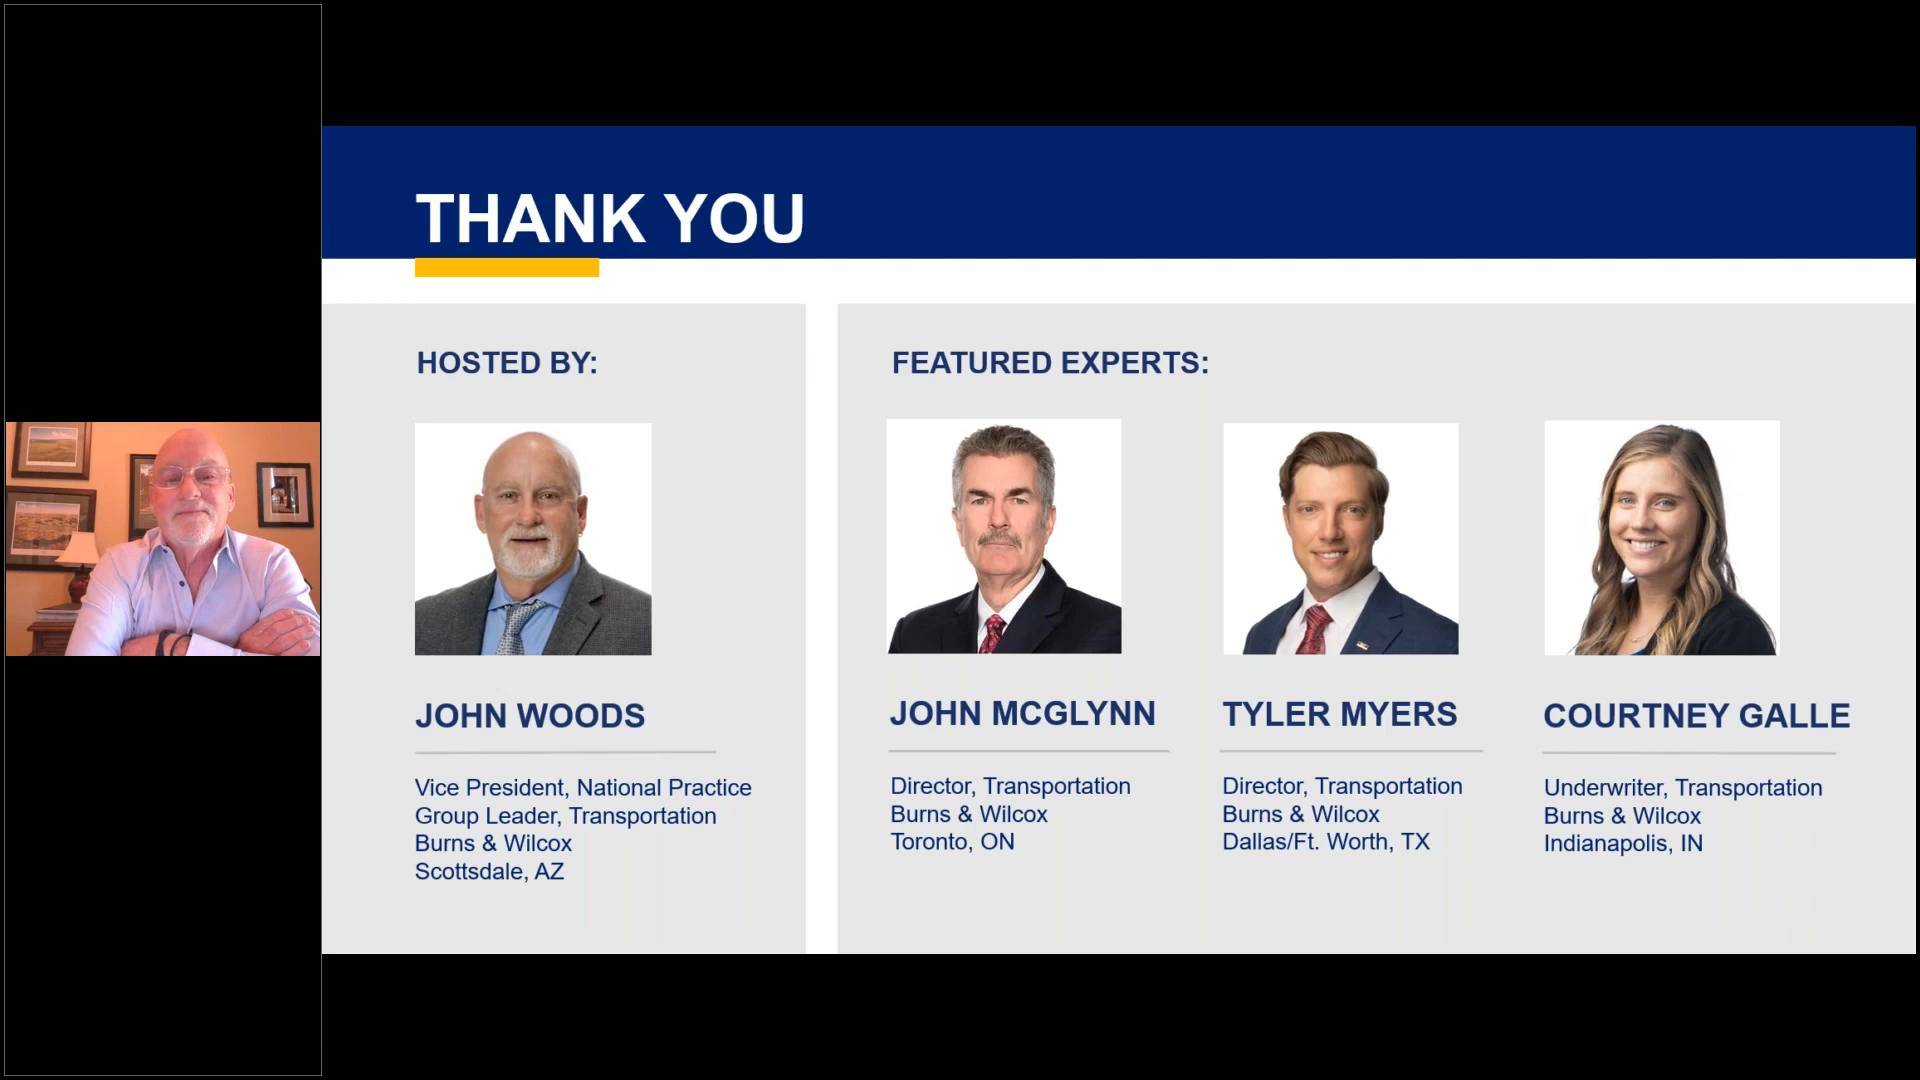 THANK YOU
HOSTED BY:
JOHN WOODS
Vice President, National Practice
Group Leader, Transportation
Burns & Wilcox
Scottsdale, AZ
FEATURED EXPERTS:
JOHN MCGLYNN
Director, Transportation
Burns & Wilcox
Toronto, ON
TYLER MYERS
Director, Transportation
Burns & Wilcox
Dallas/Ft. Worth, TX
COURTNEY GALLE
Underwriter, Transportation
Burns & Wilcox
Indianapolis, IN